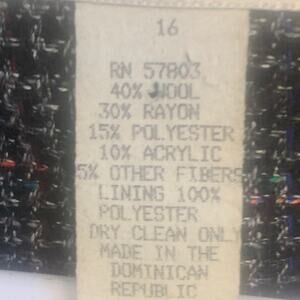 16
RN 57803
40% WOOL
30% RAYON
15% POLYESTER
10% ACRYLIC
5% OTHER FIBERS
LINING 100%
POLYESTER
DRY CLEAN ONLY
MADE IN THE
DOMINICAN
REPUBLIC